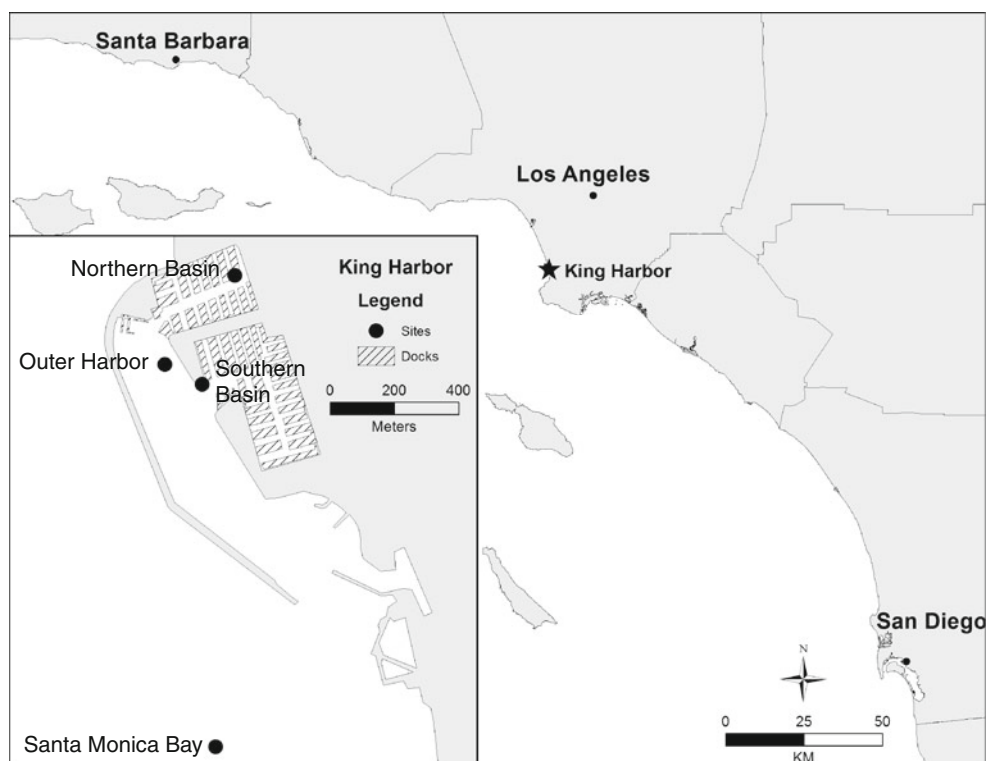 Santa Barbara
Los Angeles
King Harbor
Northern Basin
King Harbor
Legend
Sites
Docks
Outer Harbor
Southern
Basin
0 200 400
Meters
San Diego
N
0 25 50
KM
Santa Monica Bay